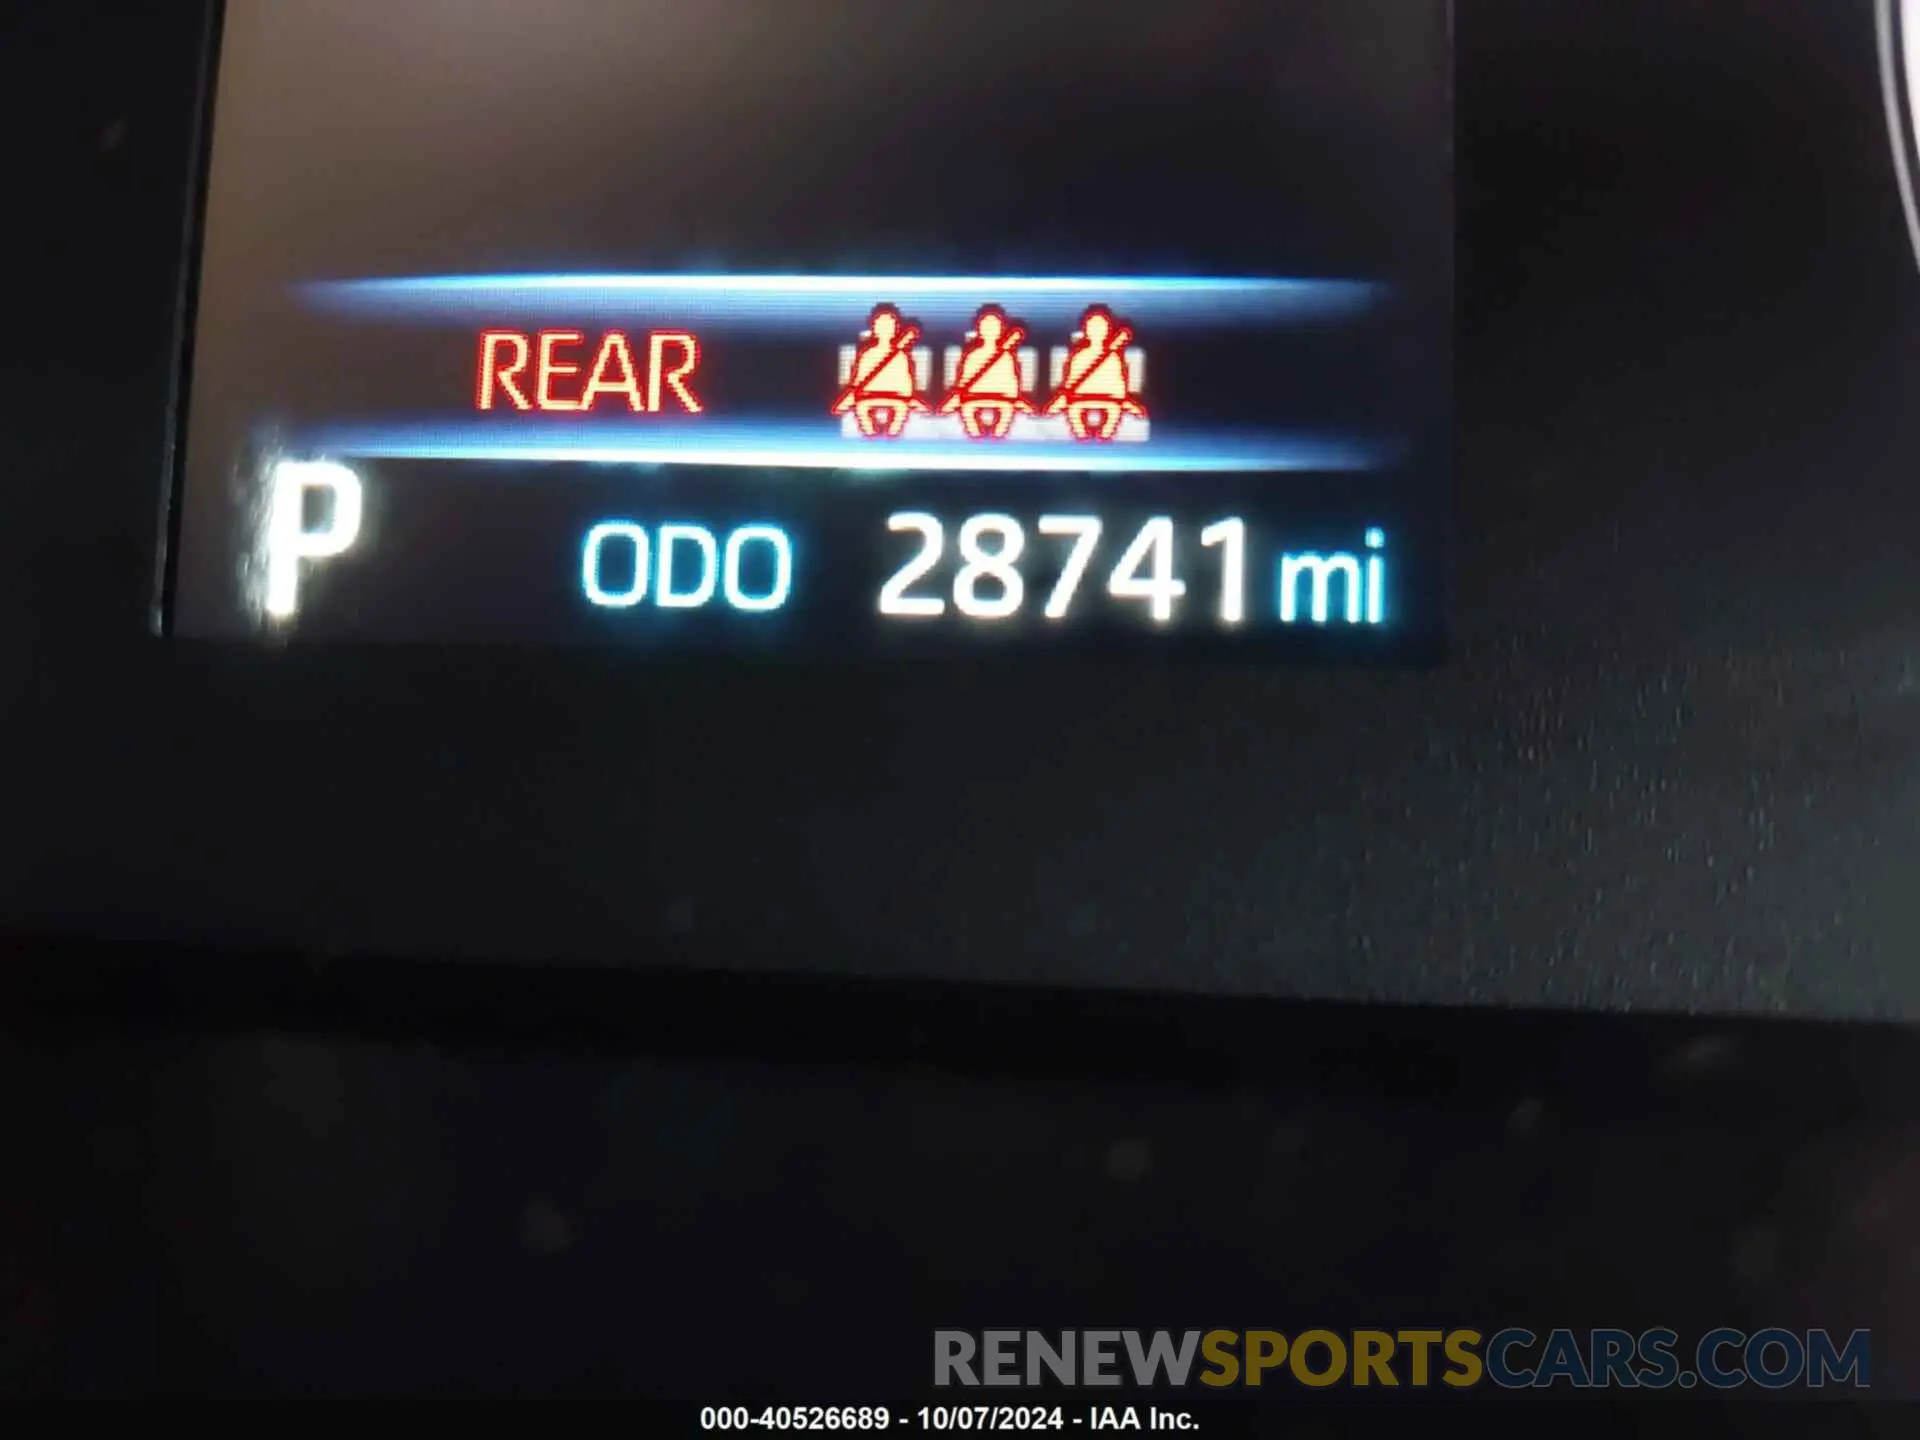 REAR
P ODO 28741 mi
RENEWSPORTSCARS.COM
000-40526689 - 10/07/2024 - IAA Inc.